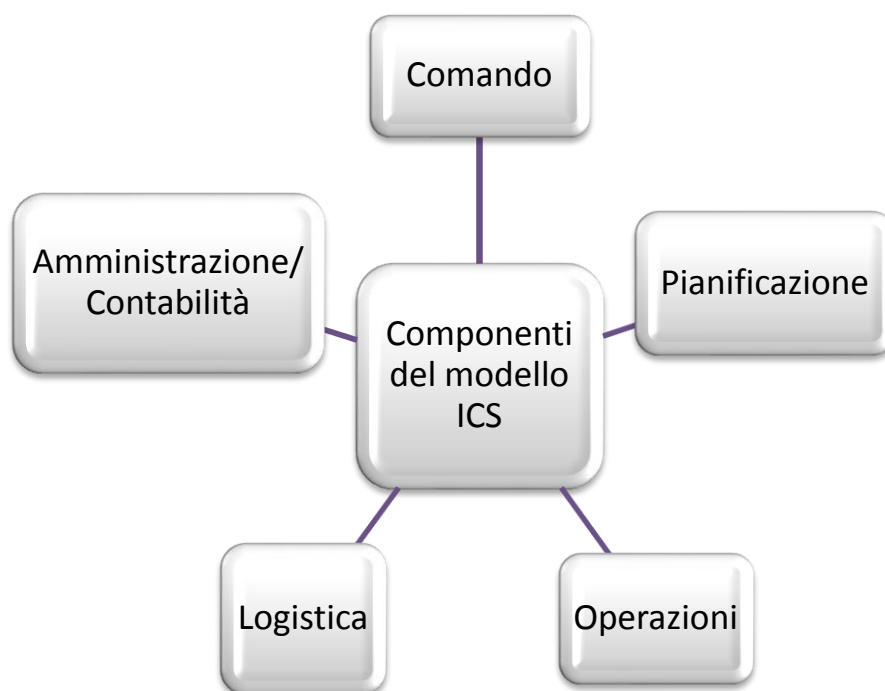 Comando
Amministrazione/
Contabilità
Pianificazione
Componenti
del modello
ICS
Logistica
Operazioni